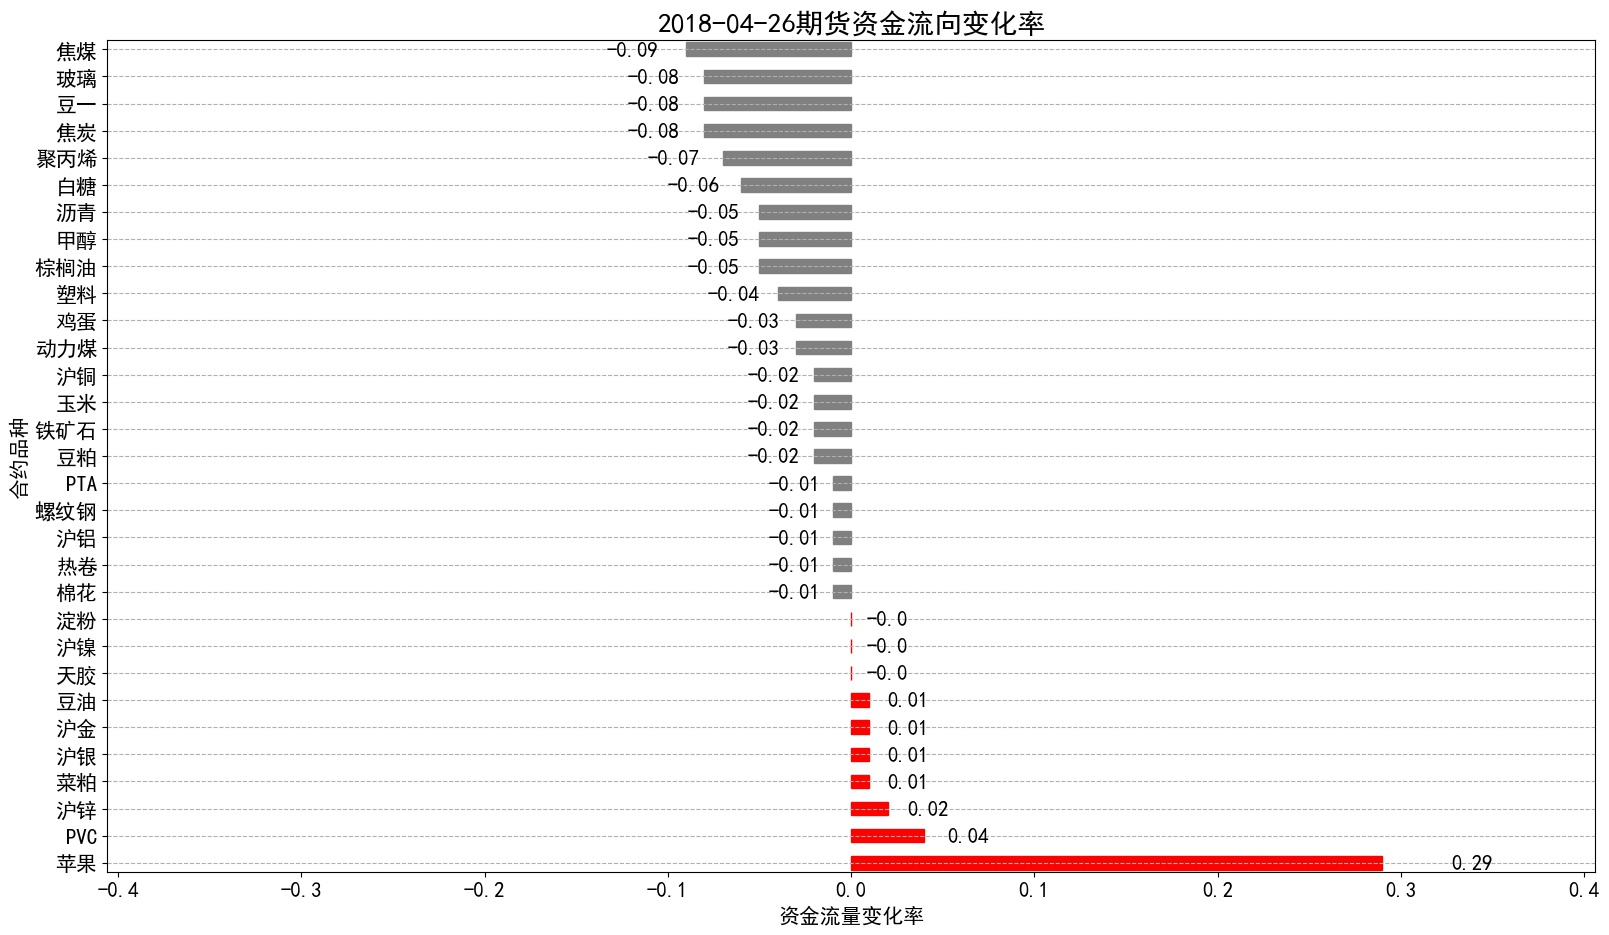 2018-04-26期货资金流向变化率
焦煤 -0.09
玻璃 -0.08
豆一 -0.08
焦炭 -0.08
聚丙烯 -0.07
白糖 -0.06
沥青 -0.05
甲醇 -0.05
棕榈油 -0.05
塑料 -0.04
鸡蛋 -0.03
动力煤 -0.03
沪铜 -0.02
玉米 -0.02
铁矿石 -0.02
豆粕 -0.02
PTA -0.01
螺纹钢 -0.01
沪铝 -0.01
热卷 -0.01
棉花 -0.01
淀粉 -0.0
沪镍 -0.0
天胶 -0.0
豆油 0.01
沪金 0.01
沪银 0.01
菜粕 0.01
沪锌 0.02
PVC 0.04
苹果 0.29
合约品种
-0.4 -0.3 -0.2 -0.1 0.0 0.1 0.2 0.3 0.4
资金流量变化率